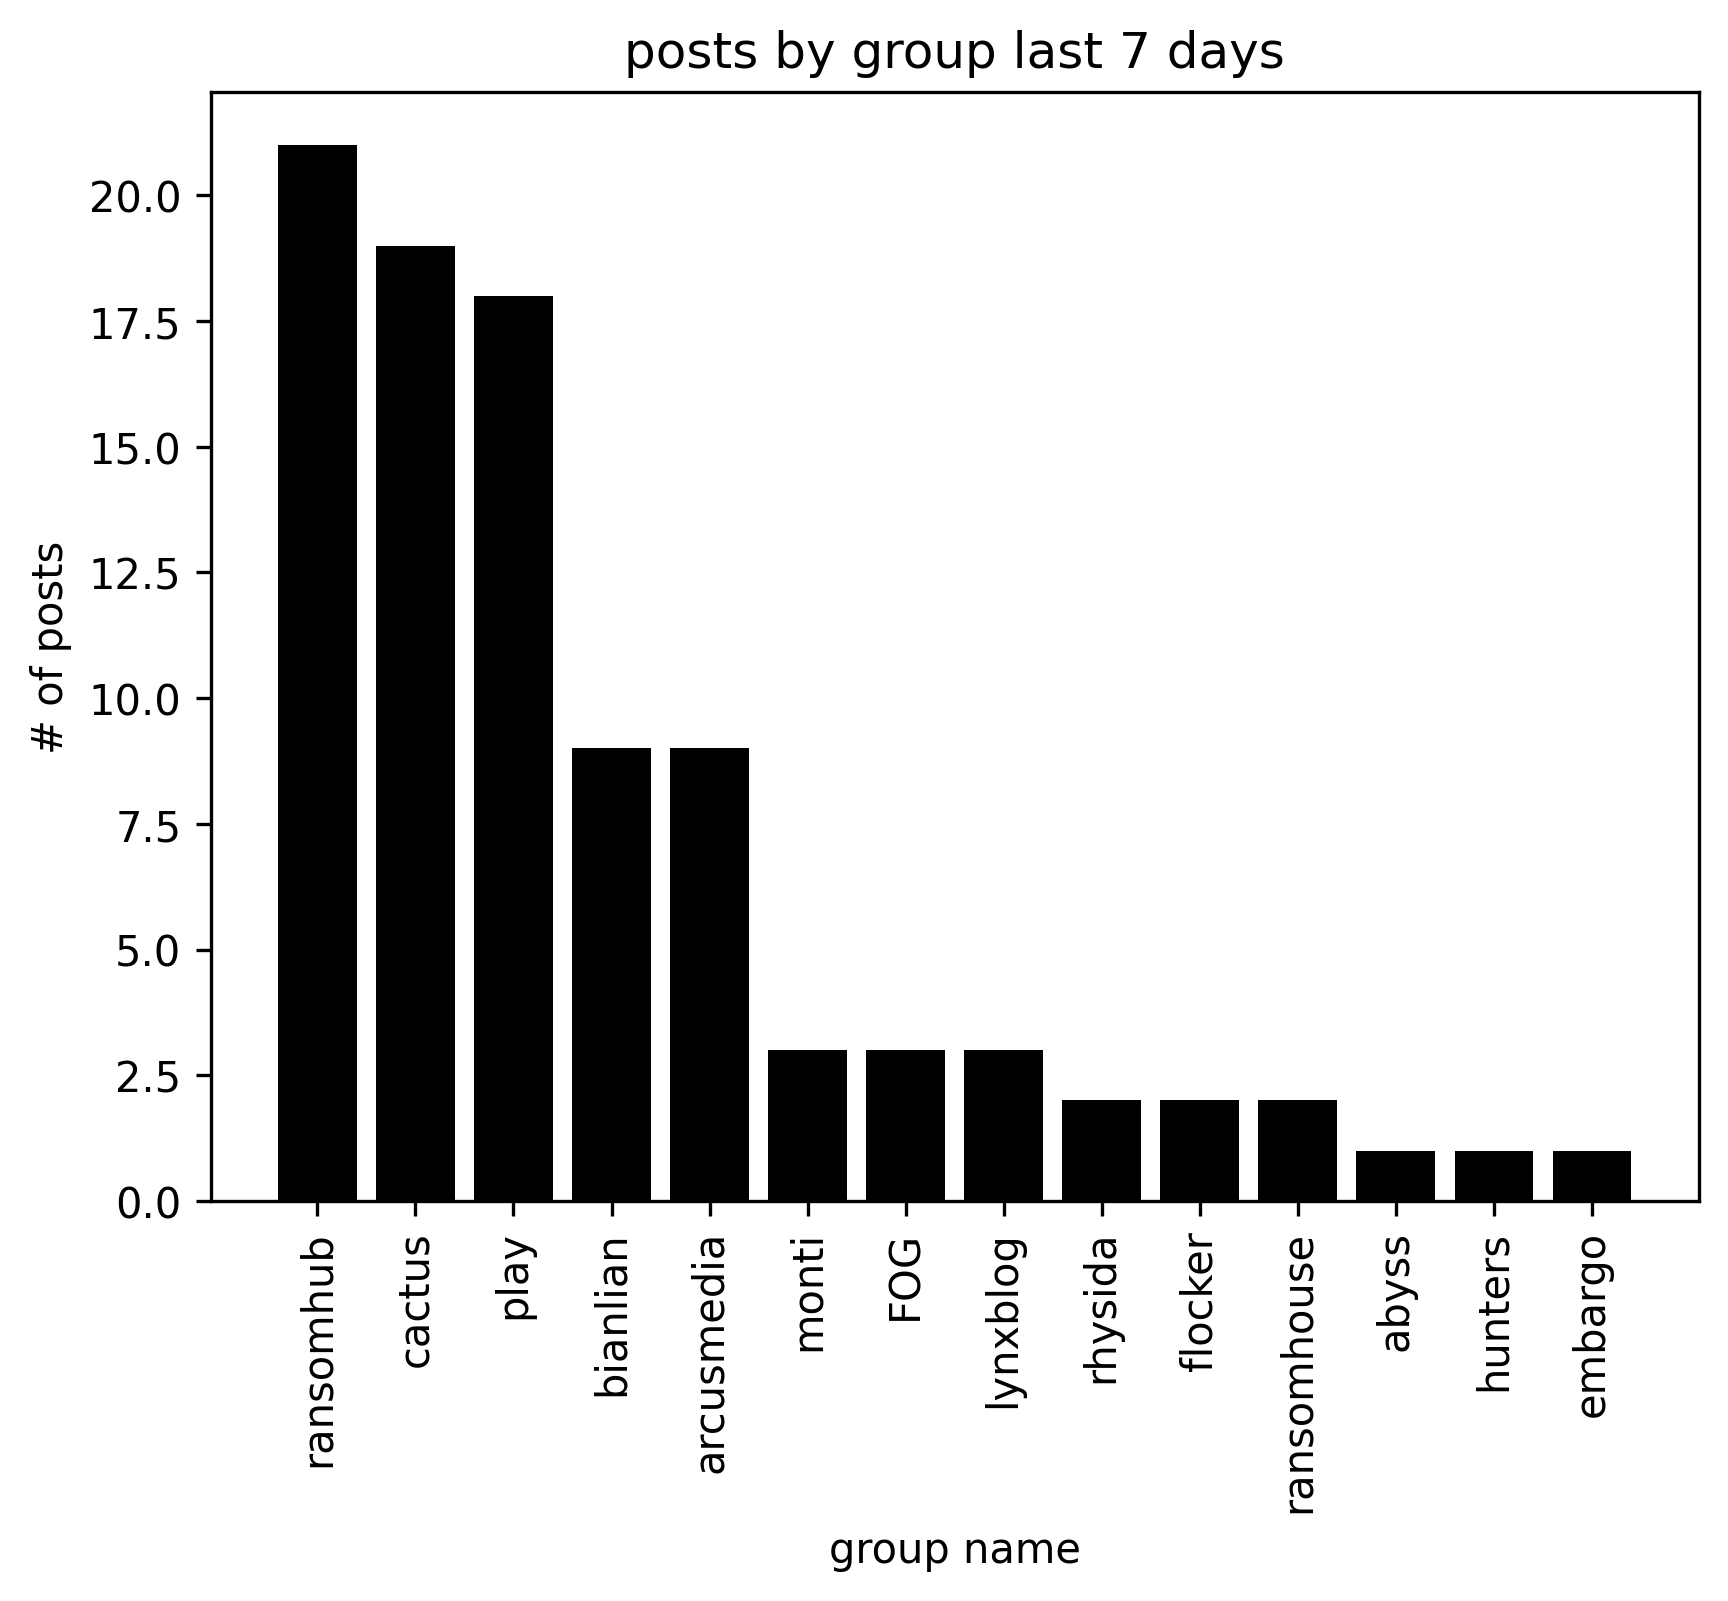 posts by group last 7 days
# of posts
20.0
17.5
15.0
12.5
10.0
7.5
5.0
2.5
0.0
ransomhub
cactus
play
bianlian
arcusmedia
monti
FOG
lynxblog
rhysida
flocker
ransomhouse
abyss
hunters
embargo
group name